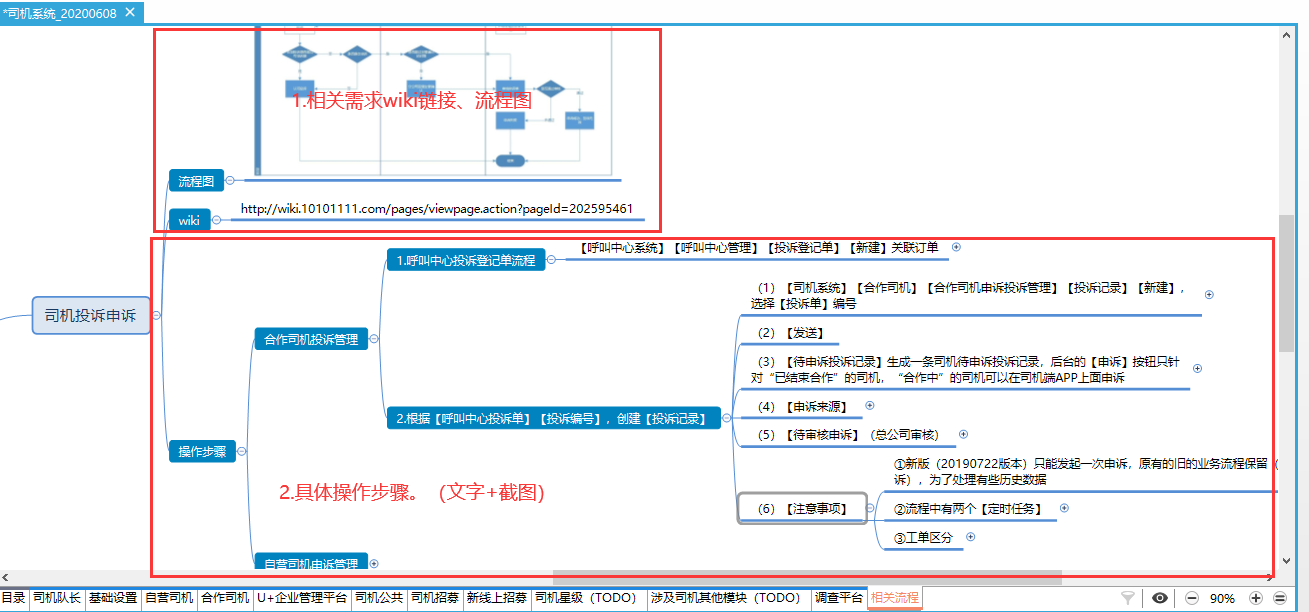 *司机系统_20200608
1.相关需求wiki链接、流程图
流程图
wiki
http://wiki.10101111.com/pages/viewpage.action?pageId=202595461
司机投诉申诉
操作步骤
合作司机投诉管理
1.呼叫中心投诉登记单流程
【呼叫中心系统】【呼叫中心管理】【投诉登记单】【新建】关联订单
2.根据【呼叫中心投诉单】【投诉编号】，创建【投诉记录】
（1）【司机系统】【合作司机】【合作司机申诉投诉管理】【投诉记录】【新建】，
选择【投诉单】编号
（2）【发送】
（3）【待申诉投诉记录】生成一条司机待申诉投诉记录，后台的【申诉】按钮只针
对“已结束合作”的司机，“合作中”的司机可以在司机端APP上面申诉
（4）【申诉来源】
（5）【待审核申诉】（总公司审核）
（6）【注意事项】
①新版（20190722版本）只能发起一次申诉，原有的旧的业务流程保留（
诉），为了处理有些历史数据
②流程中有两个【定时任务】
③工单区分
2.具体操作步骤。（文字+截图）
自营司机申诉管理
目录 司机队长 基础设置 自营司机 合作司机 U+企业管理平台 司机公共 司机招募 新线上招募 司机星级（TODO） 涉及司机其他模块（TODO） 调查平台 相关流程
90%